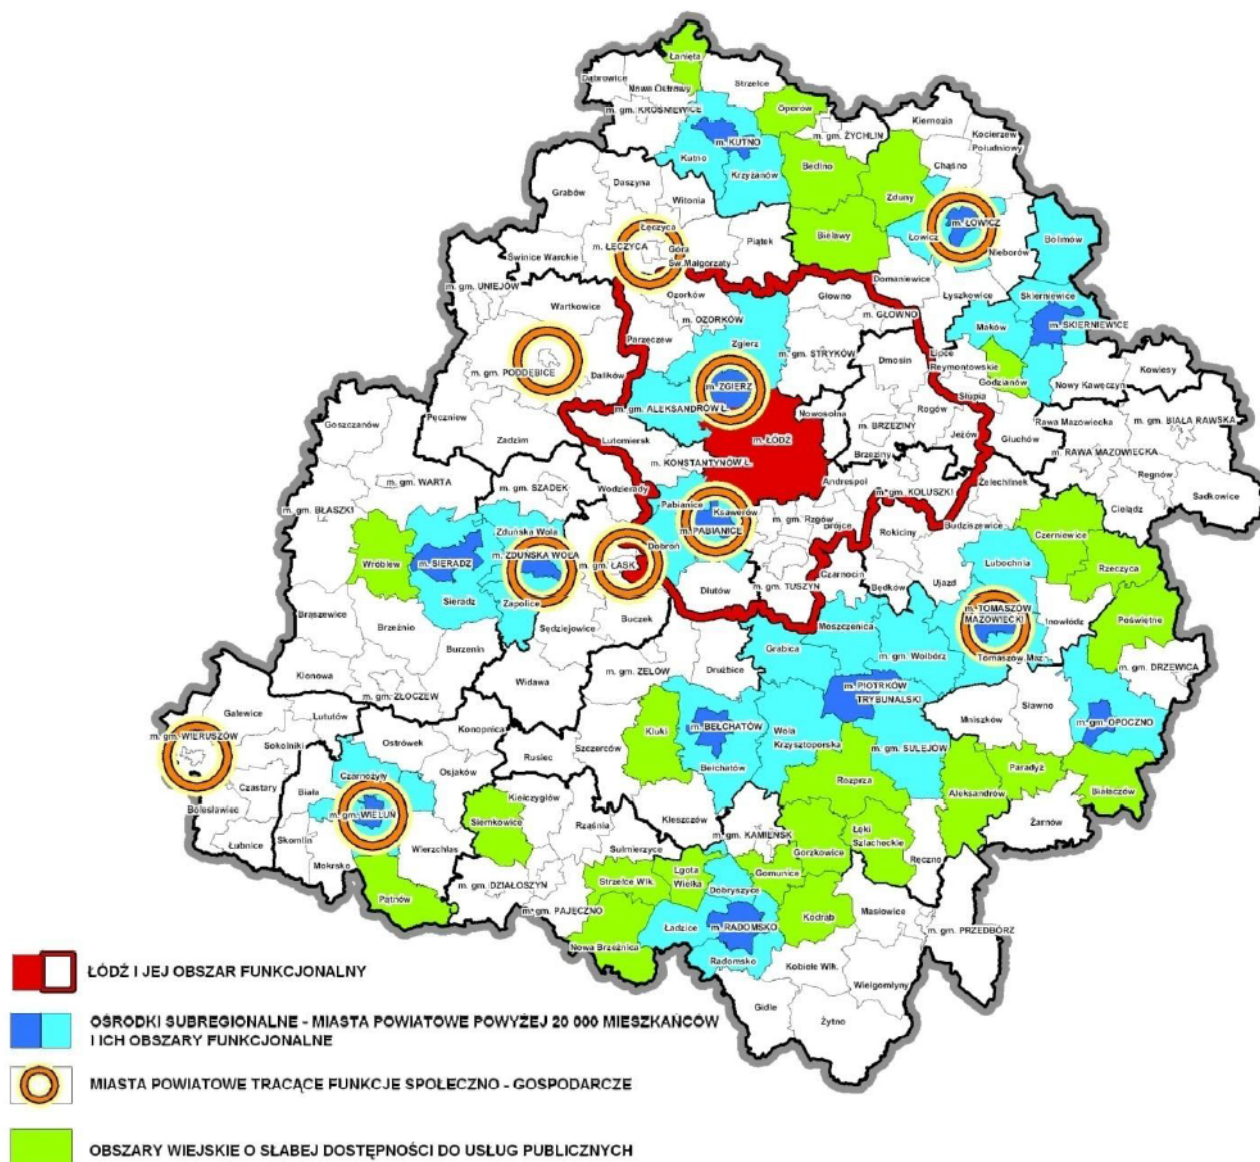 Łanięta
Dąbrowice
Nowe Ostrowy
Strzelce
m. gm. KROŚNIEWICE
Oporów
m. gm. ŻYCHLIN
Kiernozia
Kocierzew
Południowy
m. KUTNO
Kutno
Krzyżanów
Bedlno
Zduny
Chąśno
Grabów
Daszyna
Witonia
Łęczyca
m. ŁĘCZYCA
Góra
Św. Małgorzaty
Piątek
Bielawy
m. ŁOWICZ
Łowicz
Nieborów
Bolimów
Świnice Warckie
m. gm. UNIEJÓW
Wartkowice
Domaniewice
Łyszkowice
Skierniewice
m. SKIERNIEWICE
Maków
Ozorków
m. OZORKÓW
Głowno
m. GŁOWNO
Parzęczew
Zgierz
m. gm. STRYKÓW
Dmosin
Lipce
Reymontowskie
Godzianów
Słupia
Nowy Kawęczyn
Kowiesy
m. gm. PODDĘBICE
Dalików
m. ZGIERZ
m. gm. ALEKSANDRÓW Ł.
Nowosolna
Rogów
m. BRZEZINY
Brzeziny
Jeżów
Głuchów
Rawa Mazowiecka
m. gm. BIAŁA RAWSKA
m. RAWA MAZOWIECKA
Regnów
Sadkowice
Cielądz
Goszczanów
Pęczniew
Zadzim
Lutomiersk
m. ŁÓDŹ
m. KONSTANTYNÓW Ł.
Andrespol
m. gm. KOLUSZKI
Żelechlinek
m. gm. WARTA
m. gm. SZADEK
Wodzierady
Pabianice
Ksawerów
m. PABIANICE
m. gm. Rzgów
Brójce
Rokiciny
Budziszewice
Czerniewice
Rzeczyca
m. gm. BŁASZKI
Wróblew
m. SIERADZ
Sieradz
Zduńska Wola
m. ZDUŃSKA WOLA
Zapolice
m. gm. ŁASK
Dobroń
Dłutów
m. gm. TUSZYN
Czarnocin
Będków
Ujazd
Lubochnia
m. TOMASZÓW
MAZOWIECKI
Inowłódz
Tomaszów Maz.
Poświętne
m. gm. DRZEWICA
Brąszewice
Brzeźnio
Burzenin
Sędziejowice
Buczek
Klonowa
m. gm. ZŁOCZEW
Widawa
m. gm. ZELÓW
Drużbice
Grabica
Moszczenica
m. gm. Wolbórz
m. PIOTRKÓW
TRYBUNALSKI
Mniszków
Sławno
m. gm. OPOCZNO
Galewice
m. gm. WIERUSZÓW
Lututów
Sokolniki
Ostrówek
Konopnica
Rusiec
Szczerców
Kluki
m. BEŁCHATÓW
Bełchatów
Wola
Krzysztoporska
m. gm. SULEJÓW
Czastary
Bolesławiec
Łubnice
Biała
Czarnożyły
Osjaków
m. gm. WIELUŃ
Skomlin
Mokrsko
Wierzchlas
Pątnów
Siemkowice
Kiełczygłów
Rząśnia
Sulmierzyce
Kleszczów
m. gm. KAMIEŃSK
Rozprza
Łęki
Szlacheckie
Gorzkowice
Ręczno
Aleksandrów
Paradyż
Białaczów
Żarnów
m. gm. DZIAŁOSZYN
m. gm. PAJĘCZNO
Strzelce Wlk.
Lgota
Wielka
Dobryszyce
Gomunice
Kodrąb
Masłowice
m. gm. PRZEDBÓRZ
Nowa Brzeźnica
Ładzice
m. RADOMSKO
Radomsko
Kobiele Wlk.
Wielgomłyny
Gidle
Żytno
ŁÓDŹ I JEJ OBSZAR FUNKCJONALNY
OŚRODKI SUBREGIONALNE - MIASTA POWIATOWE POWYŻEJ 20 000 MIESZKAŃCÓW
I ICH OBSZARY FUNKCJONALNE
MIASTA POWIATOWE TRACĄCE FUNKCJE SPOŁECZNO - GOSPODARCZE
OBSZARY WIEJSKIE O SŁABEJ DOSTĘPNOŚCI DO USŁUG PUBLICZNYCH